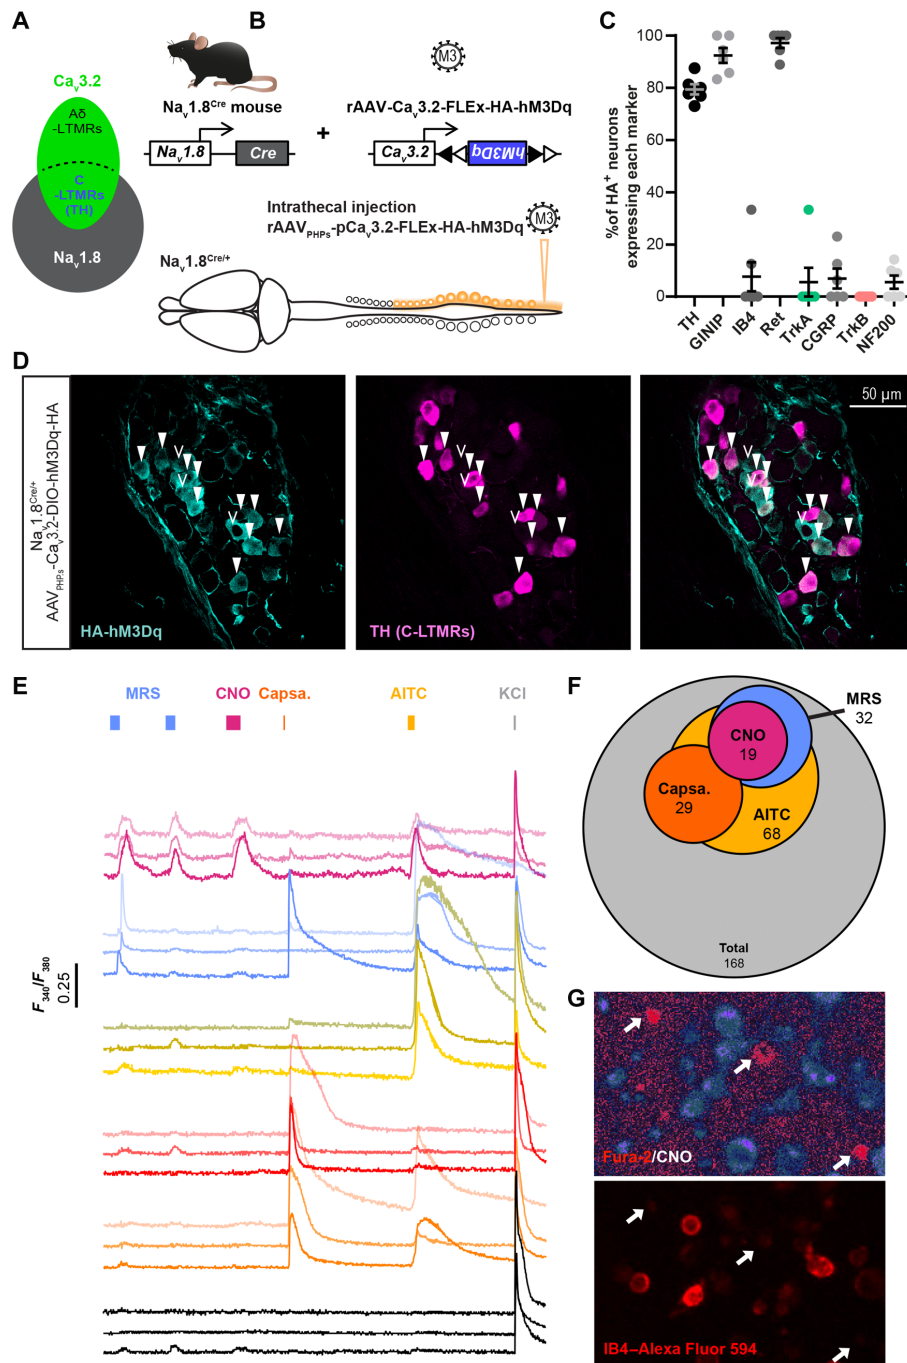 A
B
C
Caᵥ3.2
Aδ
-LTMRs
C
-LTMRs
(TH)
Naᵥ1.8
M3
Naᵥ1.8ᶜʳᵉ mouse
+
rAAV-Caᵥ3.2-FLEx-HA-hM3Dq
Naᵥ1.8
Cre
Caᵥ3.2
hM3Dq
Intrathecal injection
rAAV_PHPs-pCaᵥ3.2-FLEx-HA-hM3Dq
M3
Naᵥ1.8ᶜʳᵉ/⁺
%of HA⁺ neurons
expressing each marker
100
80
60
40
20
0
TH
GINIP
IB4
Ret
TrkA
CGRP
TrkB
NF200
D
Naᵥ1.8ᶜʳᵉ/⁺
AAV_PHP.s-Caᵥ3.2-DIO-hM3Dq-HA
HA-hM3Dq
TH (C-LTMRs)
50 µm
E
MRS
CNO
Capsa.
AITC
KCl
F₃₄₀/F₃₈₀
0.25
F
MRS
32
CNO
19
Capsa.
29
AITC
68
Total
168
G
Fura-2/CNO
IB4–Alexa Fluor 594